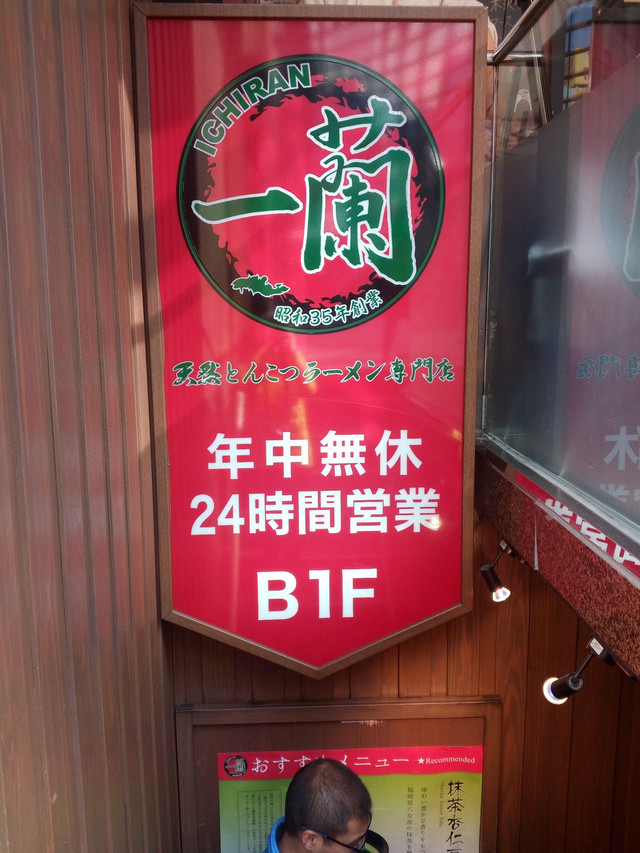 ICHIRAN
一蘭
昭和35年創業
天然とんこつラーメン専門店
年中無休
24時間営業
B1F
一蘭
おすすめメニュー ★Recommended
抹茶杏仁